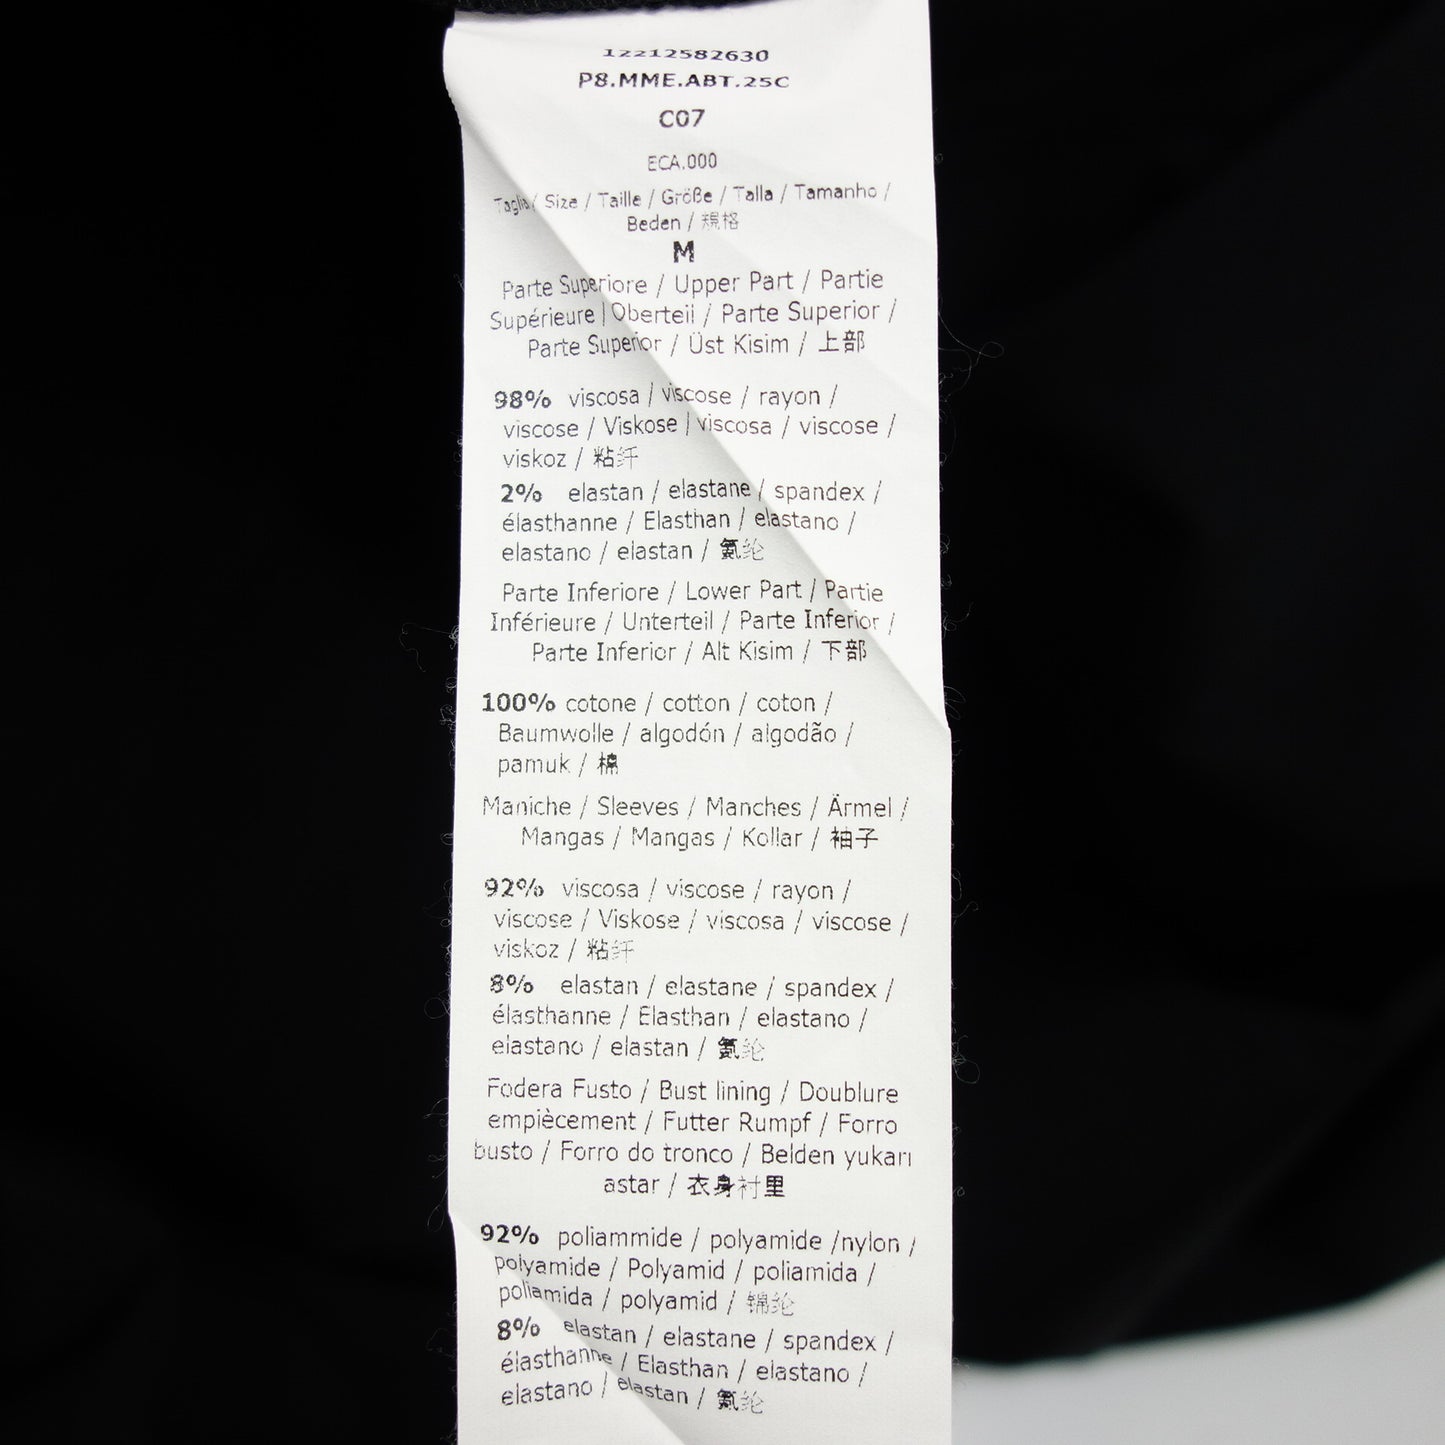 12212582630
P8.MME.ABT.25C
C07
ECA.000
Taglia / Size / Taille / Größe / Talla / Tamanho /
Beden / 規格
M
Parte Superiore / Upper Part / Partie
Supérieure / Oberteil / Parte Superior /
Parte Superior / Üst Kisim / 上部
98% viscosa / viscose / rayon /
viscose / Viskose / viscosa / viscose /
viskoz / 粘纤
2% elastan / elastane / spandex /
élasthanne / Elasthan / elastano /
elastano / elastan / 氨纶
Parte Inferiore / Lower Part / Partie
Inférieure / Unterteil / Parte Inferior /
Parte Inferior / Alt Kisim / 下部
100% cotone / cotton / coton /
Baumwolle / algodón / algodão /
pamuk / 棉
Maniche / Sleeves / Manches / Ärmel /
Mangas / Mangas / Kollar / 袖子
92% viscosa / viscose / rayon /
viscose / Viskose / viscosa / viscose /
viskoz / 粘纤
8% elastan / elastane / spandex /
élasthanne / Elasthan / elastano /
elastano / elastan / 氨纶
Fodera Fusto / Bust lining / Doublure
empiècement / Futter Rumpf / Forro
busto / Forro do tronco / Belden yukarı
astar / 衣身衬里
92% poliammide / polyamide /nylon /
polyamide / Polyamid / poliamida /
poliamida / polyamid / 锦纶
8% elastan / elastane / spandex /
élasthanne / Elasthan / elastano /
elastano / elastan / 氨纶